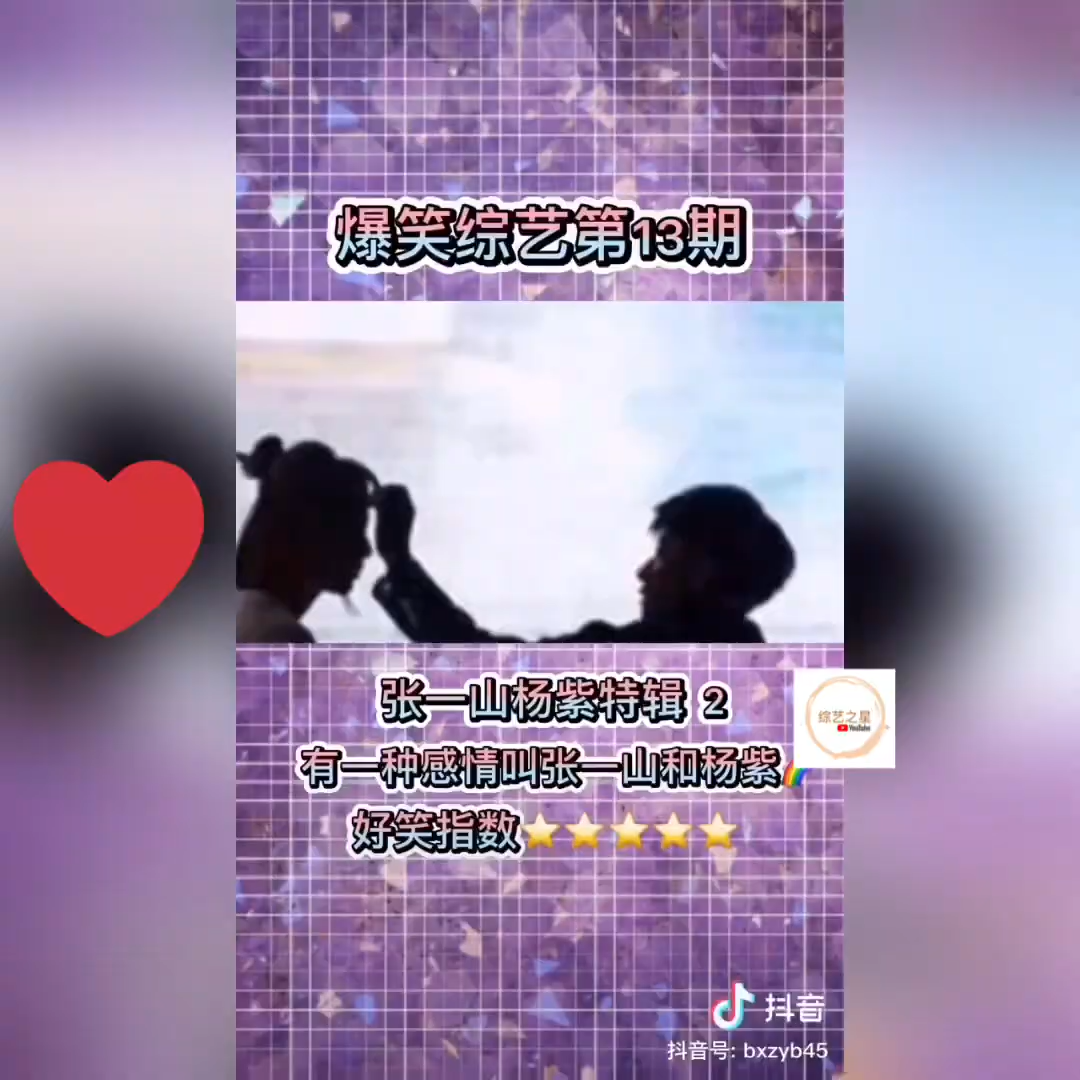 爆笑综艺第13期
张一山杨紫特辑 2
有一种感情叫张一山和杨紫🌈
好笑指数⭐⭐⭐⭐⭐
综艺之星
YouTube
抖音
抖音号: bxzyb45